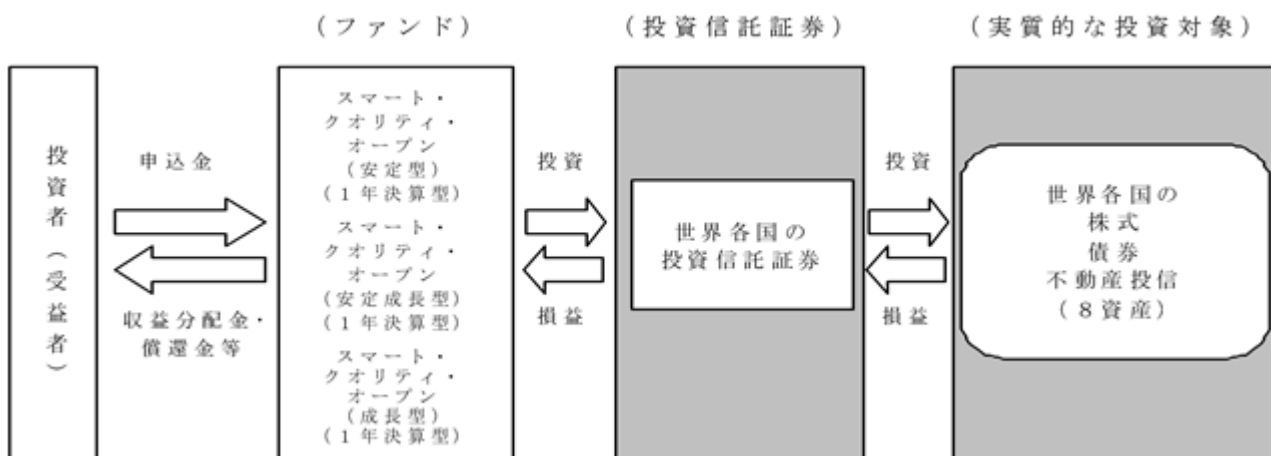 (ファンド)
(投資信託証券)
(実質的な投資対象)
投資者(受益者)
申込金
収益分配金・
償還金等
スマート・
クオリティ・
オープン
(安定型)
(1年決算型)
スマート・
クオリティ・
オープン
(安定成長型)
(1年決算型)
スマート・
クオリティ・
オープン
(成長型)
(1年決算型)
投資
損益
世界各国の
投資信託証券
投資
損益
世界各国の
株式
債券
不動産投信
(8資産)